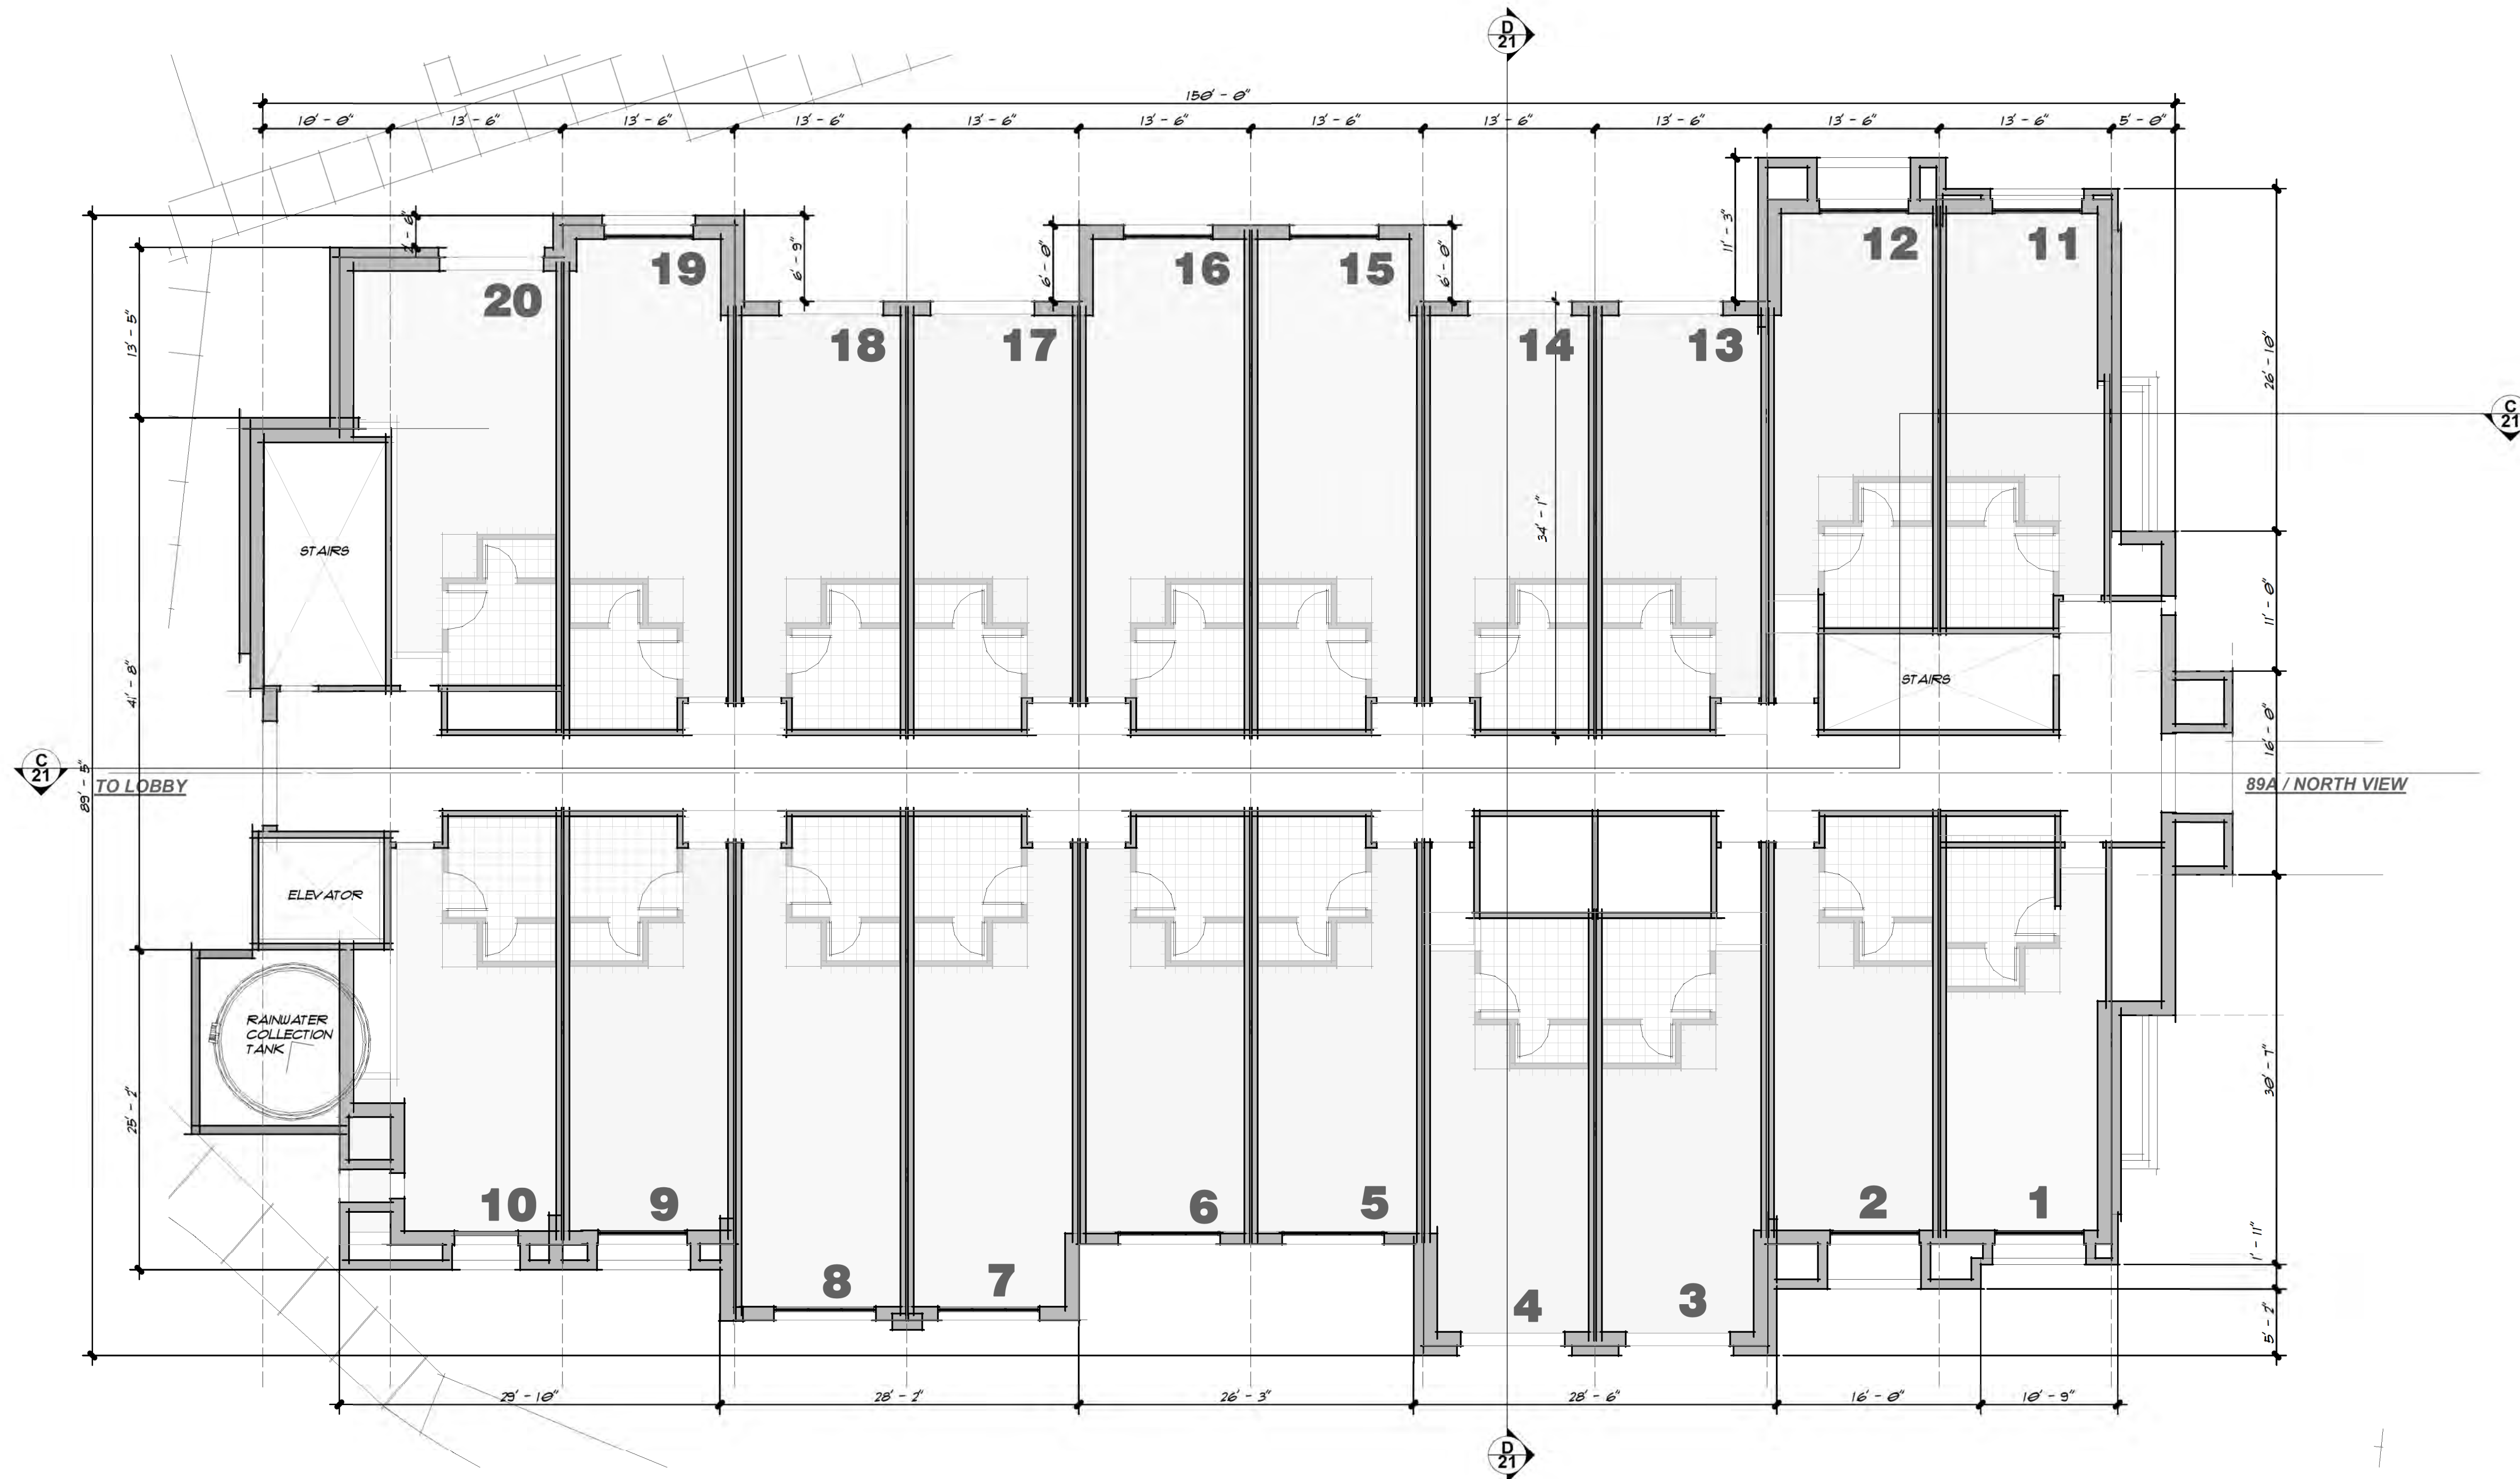 D
21
150' - 0"
10' - 0" 13' - 6" 13' - 6" 13' - 6" 13' - 6" 13' - 6" 13' - 6" 13' - 6" 13' - 6" 13' - 6" 13' - 6" 5' - 0"
6' - 9"
6' - 0"
6' - 0"
11' - 3"
12
11
19
16
15
20
18
17
14
13
13' - 5"
26' - 10"
C
21
34' - 1"
STAIRS
11' - 0"
41' - 8"
STAIRS
16' - 0"
C
21
89' - 5"
TO LOBBY
89A / NORTH VIEW
ELEVATOR
RAINWATER
COLLECTION
TANK
25' - 2"
30' - 7"
10
9
6
5
2
1
8
7
4
3
1' - 11"
5' - 2"
29' - 10" 28' - 2" 26' - 3" 28' - 6" 16' - 0" 10' - 9"
D
21